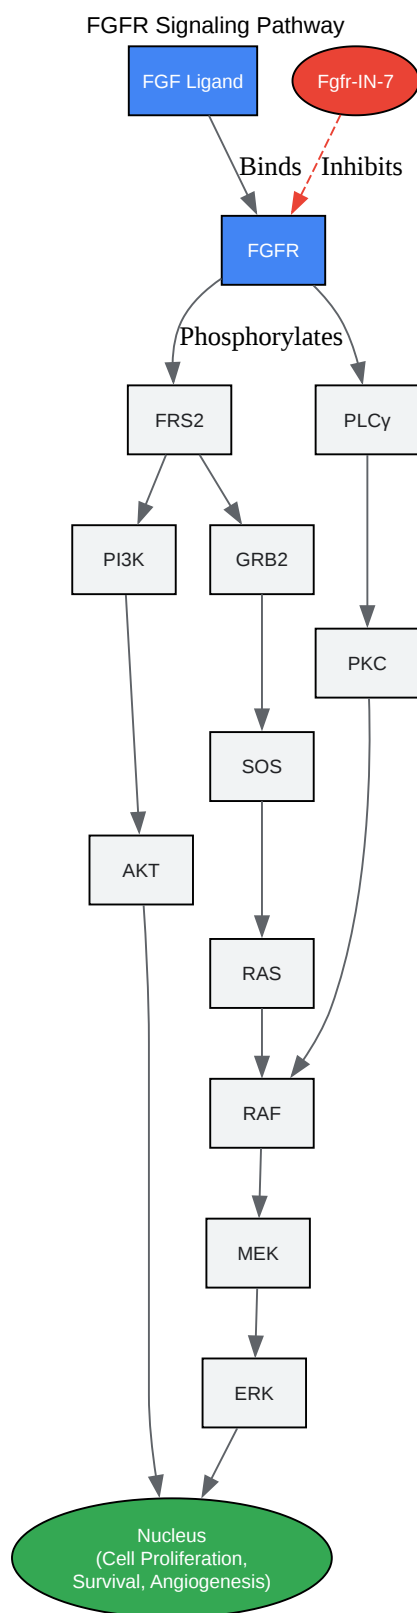 FGFR Signaling Pathway
FGF Ligand
Fgfr-IN-7
Binds
Inhibits
FGFR
Phosphorylates
FRS2
PLCγ
PI3K
GRB2
PKC
SOS
AKT
RAS
RAF
MEK
ERK
Nucleus
(Cell Proliferation,
Survival, Angiogenesis)